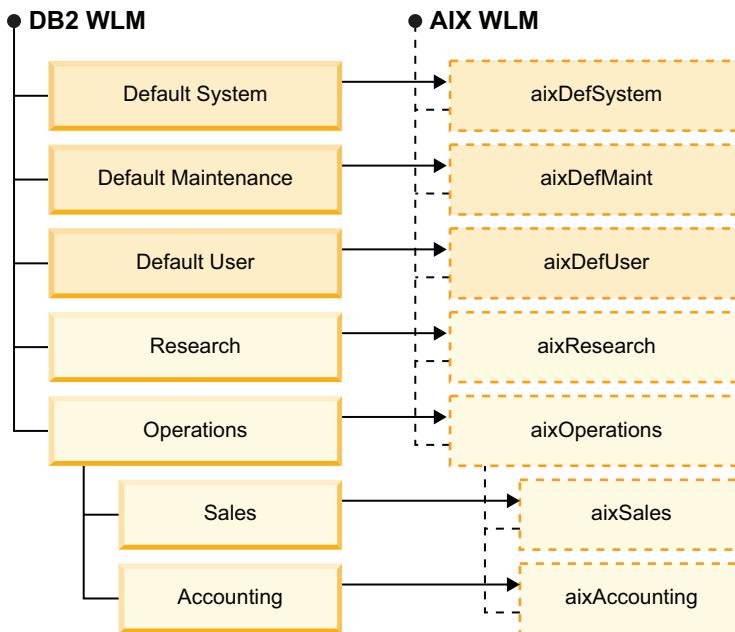 DB2 WLM
AIX WLM
Default System
aixDefSystem
Default Maintenance
aixDefMaint
Default User
aixDefUser
Research
aixResearch
Operations
aixOperations
Sales
aixSales
Accounting
aixAccounting